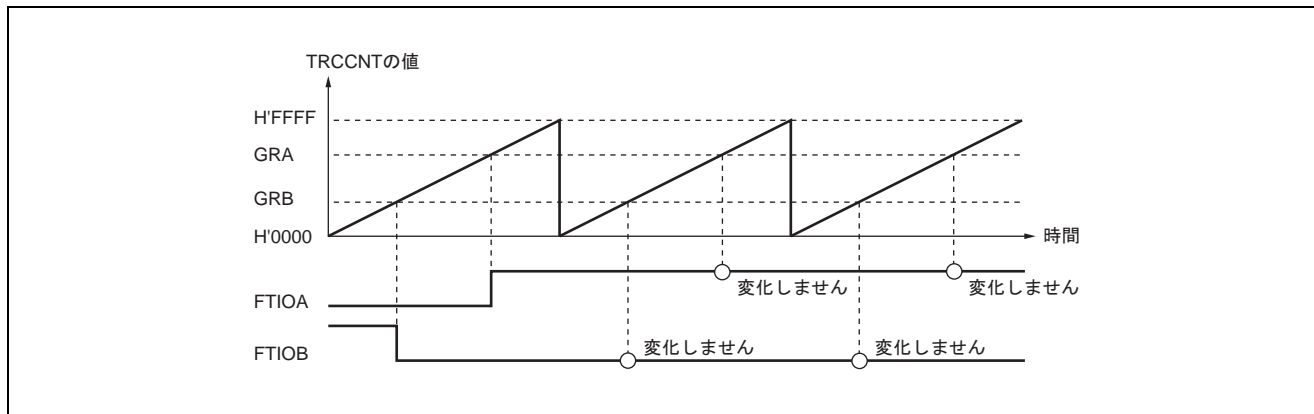 TRCCNTの値
H'FFFF
GRA
GRB
H'0000
時間
FTIOA
変化しません
変化しません
FTIOB
変化しません
変化しません